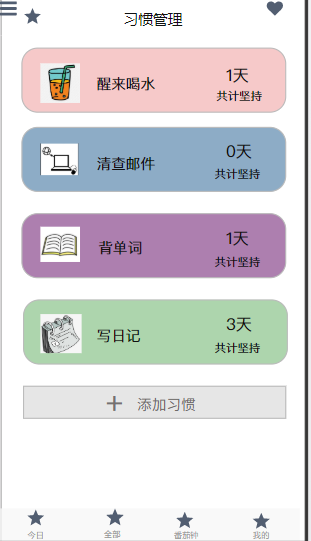 习惯管理
醒来喝水
1天
共计坚持
清查邮件
0天
共计坚持
背单词
1天
共计坚持
写日记
3天
共计坚持
添加习惯
今日 全部 番茄钟 我的